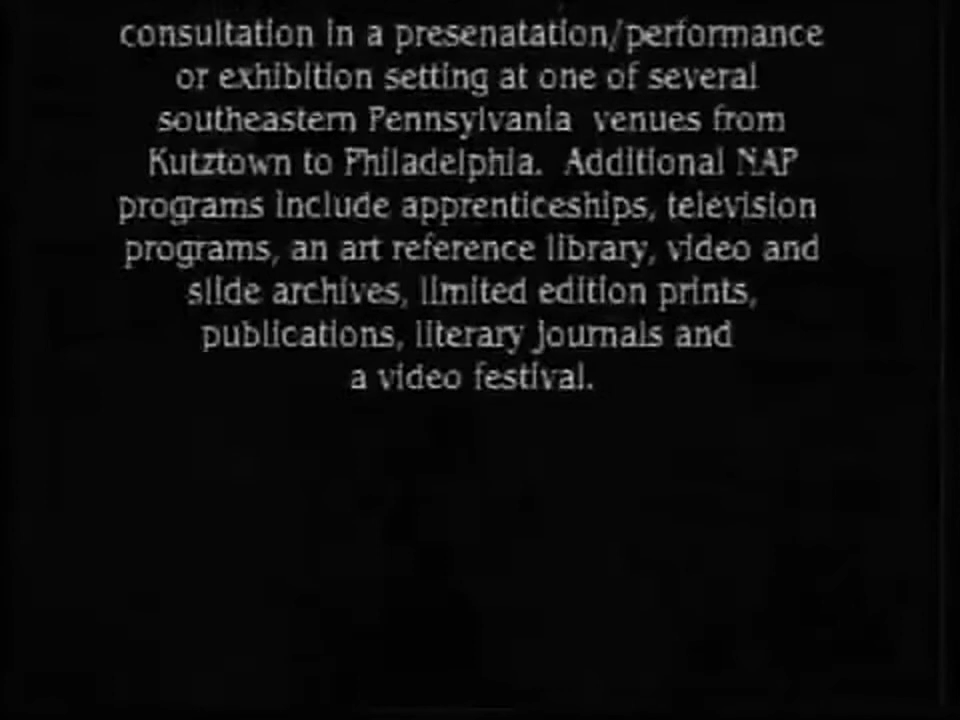 consultation in a presenatation/performance
or exhibition setting at one of several
southeastern Pennsylvania venues from
Kutztown to Philadelphia. Additional NAP
programs include apprenticeships, television
programs, an art reference library, video and
slide archives, limited edition prints,
publications, literary journals and
a video festival.